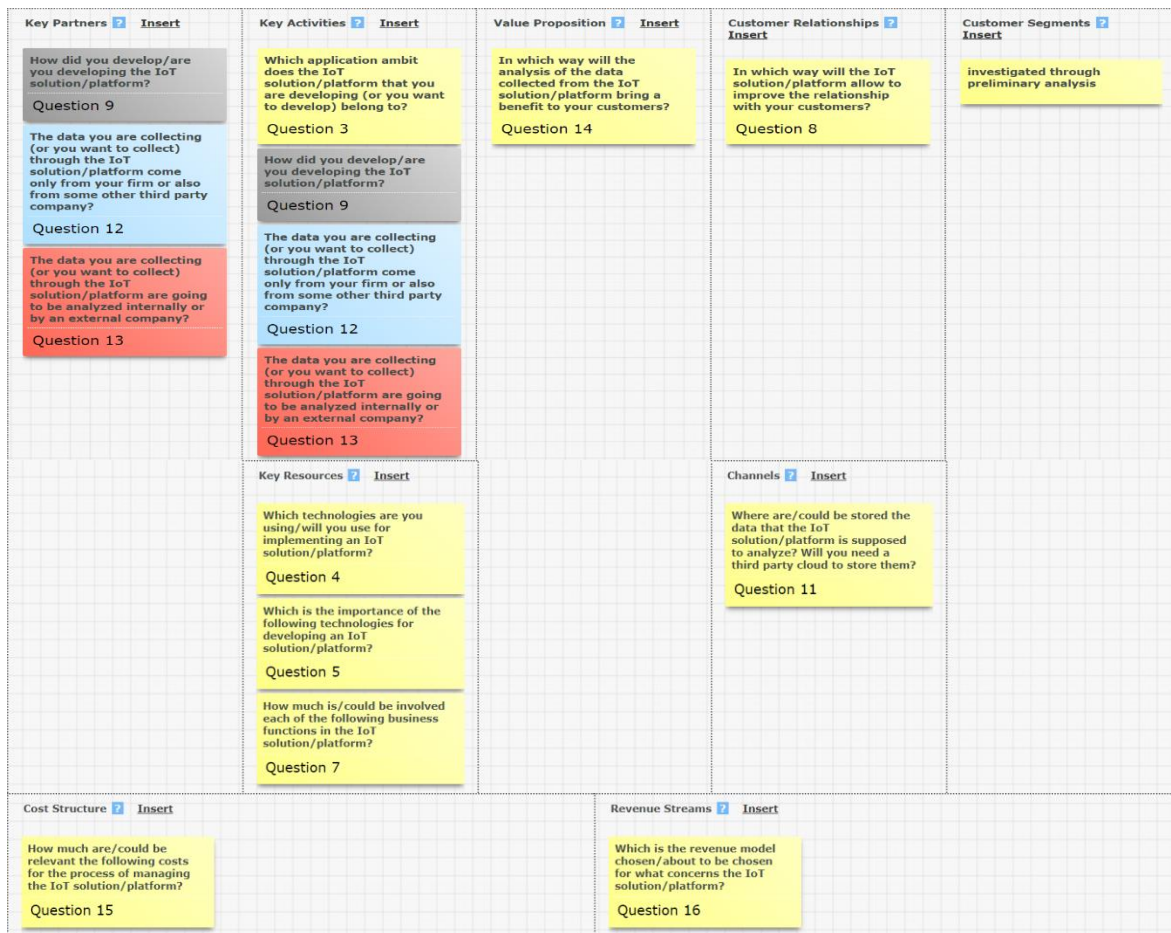 Key Partners ? Insert
How did you develop/are
you developing the IoT
solution/platform?
Question 9
The data you are collecting
(or you want to collect)
through the IoT
solution/platform come
only from your firm or also
from some other third party
company?
Question 12
The data you are collecting
(or you want to collect)
through the IoT
solution/platform are going
to be analyzed internally or
by an external company?
Question 13
Key Activities ? Insert
Which application ambit
does the IoT
solution/platform that you
are developing (or you want
to develop) belong to?
Question 3
How did you develop/are
you developing the IoT
solution/platform?
Question 9
The data you are collecting
(or you want to collect)
through the IoT
solution/platform come
only from your firm or also
from some other third party
company?
Question 12
The data you are collecting
(or you want to collect)
through the IoT
solution/platform are going
to be analyzed internally or
by an external company?
Question 13
Key Resources ? Insert
Which technologies are you
using/will you use for
implementing an IoT
solution/platform?
Question 4
Which is the importance of the
following technologies for
developing an IoT
solution/platform?
Question 5
How much is/could be involved
each of the following business
functions in the IoT
solution/platform?
Question 7
Value Proposition ? Insert
In which way will the
analysis of the data
collected from the IoT
solution/platform bring a
benefit to your customers?
Question 14
Customer Relationships ?
Insert
In which way will the IoT
solution/platform allow to
improve the relationship
with your customers?
Question 8
Channels ? Insert
Where are/could be stored the
data that the IoT
solution/platform is supposed
to analyze? Will you need a
third party cloud to store them?
Question 11
Customer Segments ?
Insert
investigated through
preliminary analysis
Cost Structure ? Insert
How much are/could be
relevant the following costs
for the process of managing
the IoT solution/platform?
Question 15
Revenue Streams ? Insert
Which is the revenue model
chosen/about to be chosen
for what concerns the IoT
solution/platform?
Question 16